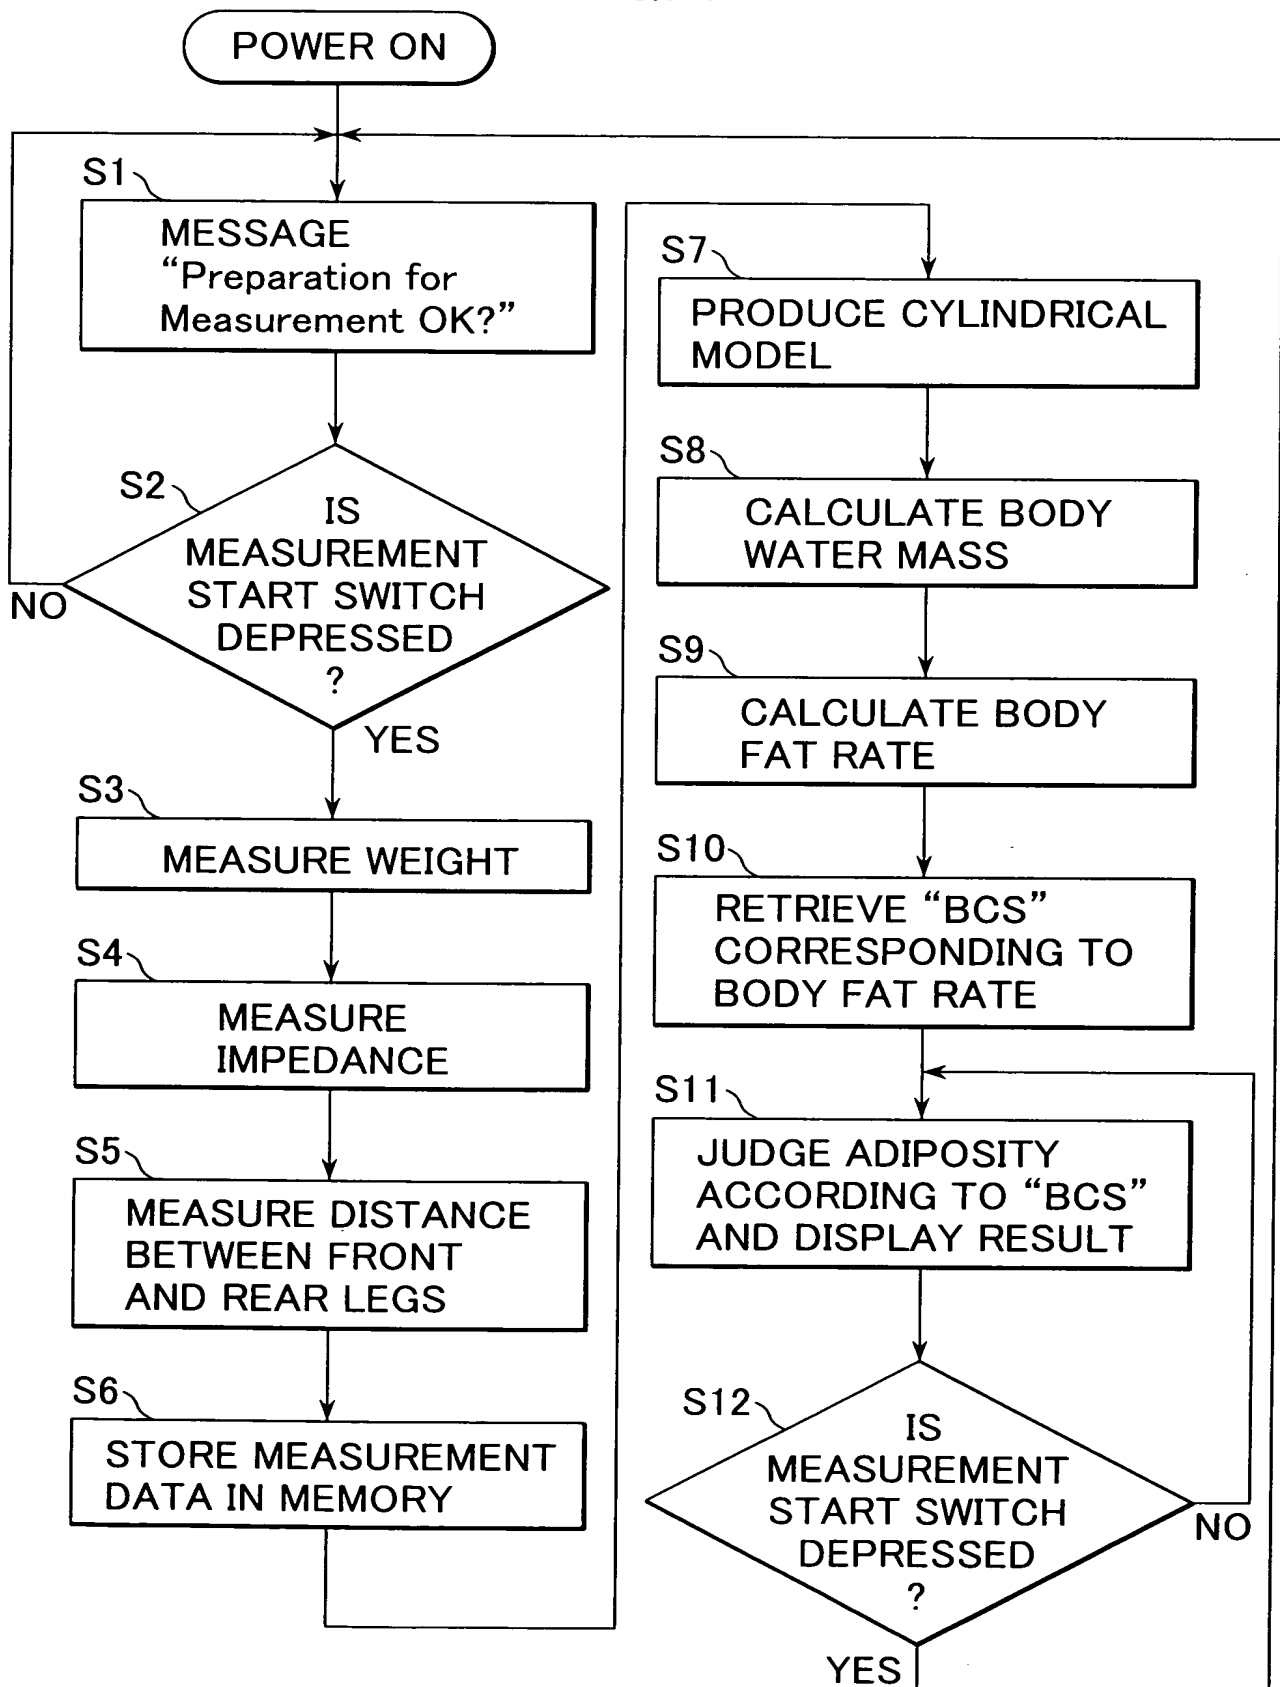 POWER ON
S1
MESSAGE
“Preparation for
Measurement OK?”
S2
IS
MEASUREMENT
START SWITCH
DEPRESSED
?
NO
YES
S3
MEASURE WEIGHT
S4
MEASURE
IMPEDANCE
S5
MEASURE DISTANCE
BETWEEN FRONT
AND REAR LEGS
S6
STORE MEASUREMENT
DATA IN MEMORY
S7
PRODUCE CYLINDRICAL
MODEL
S8
CALCULATE BODY
WATER MASS
S9
CALCULATE BODY
FAT RATE
S10
RETRIEVE “BCS”
CORRESPONDING TO
BODY FAT RATE
S11
JUDGE ADIPOSITY
ACCORDING TO “BCS”
AND DISPLAY RESULT
S12
IS
MEASUREMENT
START SWITCH
DEPRESSED
?
NO
YES